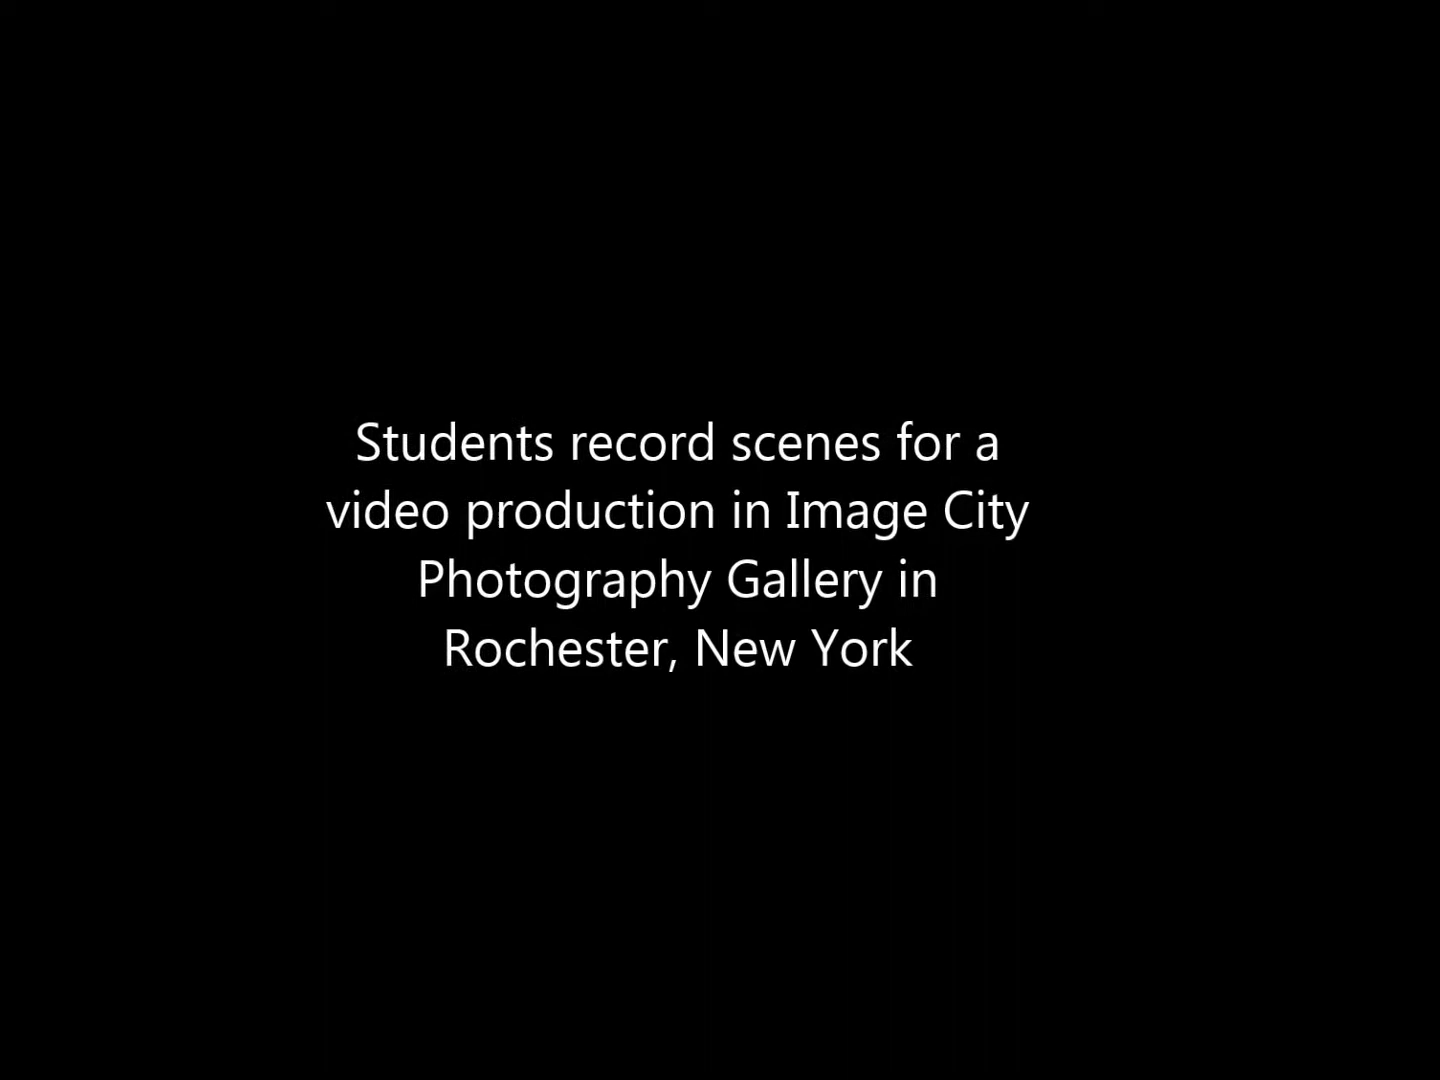 Students record scenes for a
video production in Image City
Photography Gallery in
Rochester, New York